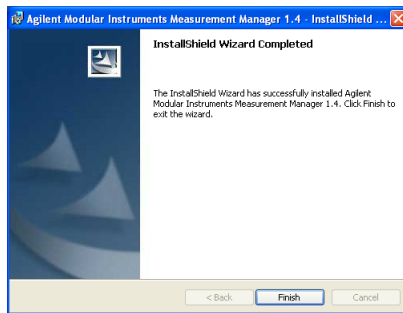 Agilent Modular Instruments Measurement Manager 1.4 - InstallShield ...
InstallShield Wizard Completed
The InstallShield Wizard has successfully installed Agilent
Modular Instruments Measurement Manager 1.4. Click Finish to
exit the wizard.
< Back Finish Cancel